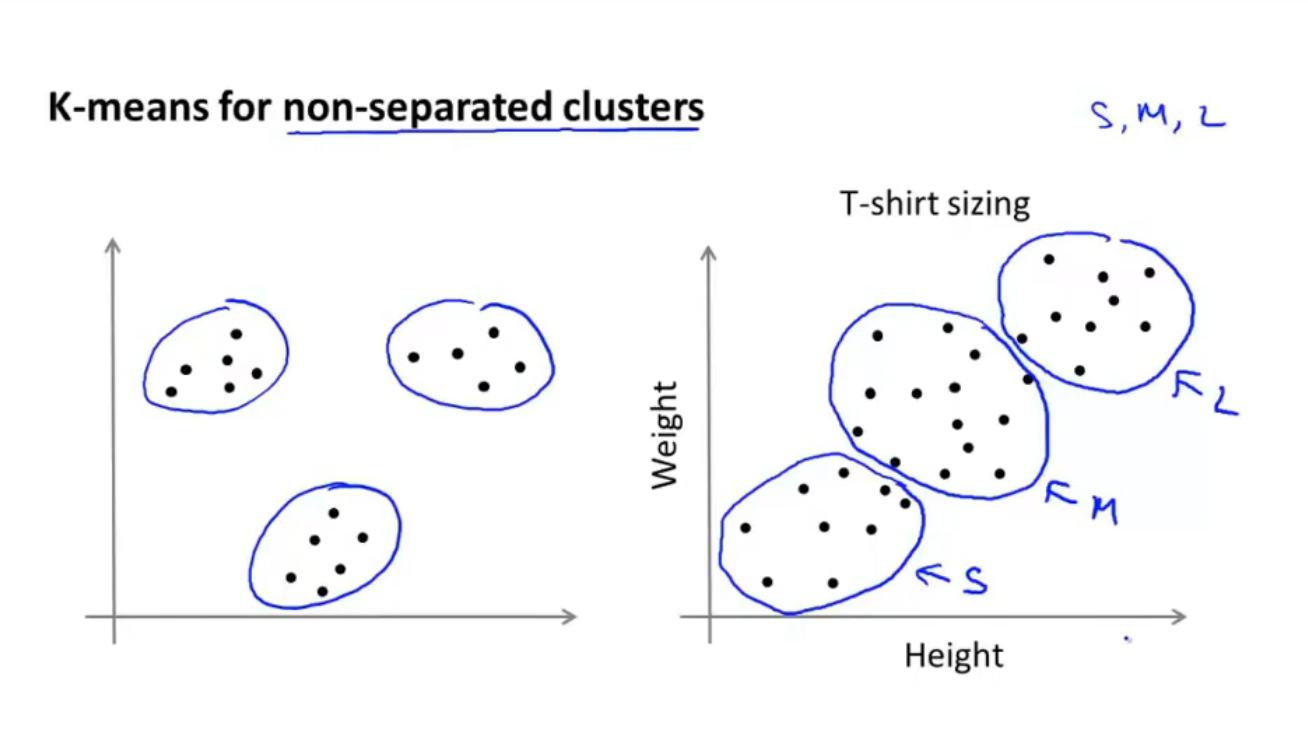 K-means for non-separated clusters
S, M, L
T-shirt sizing
Weight
L
M
S
Height